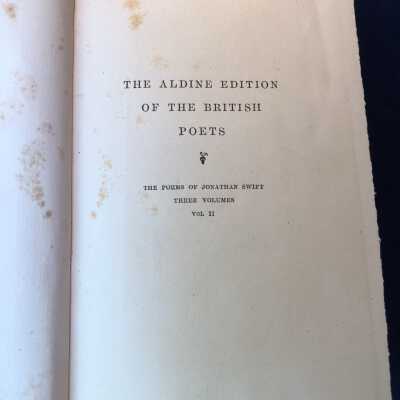 THE ALDINE EDITION
OF THE BRITISH
POETS
THE POEMS OF JONATHAN SWIFT
THREE VOLUMES
VOL II